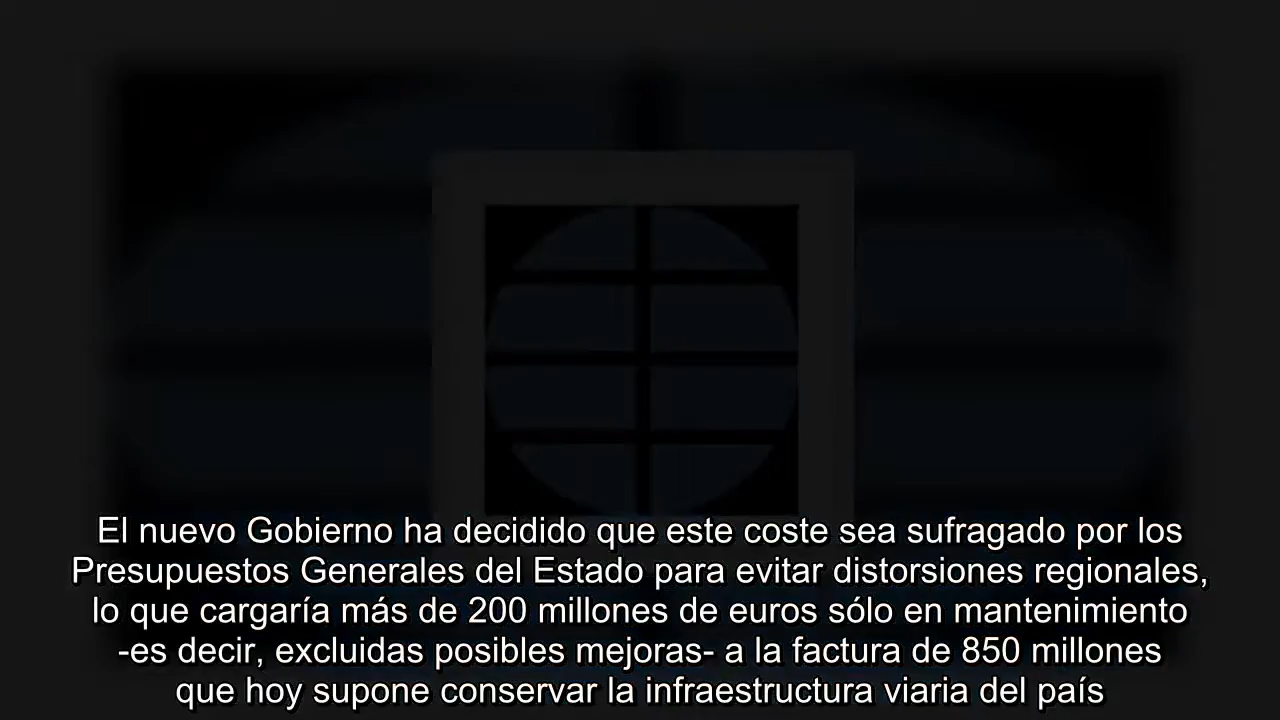 El nuevo Gobierno ha decidido que este coste sea sufragado por los
Presupuestos Generales del Estado para evitar distorsiones regionales,
lo que cargaría más de 200 millones de euros sólo en mantenimiento
-es decir, excluidas posibles mejoras- a la factura de 850 millones
que hoy supone conservar la infraestructura viaria del país